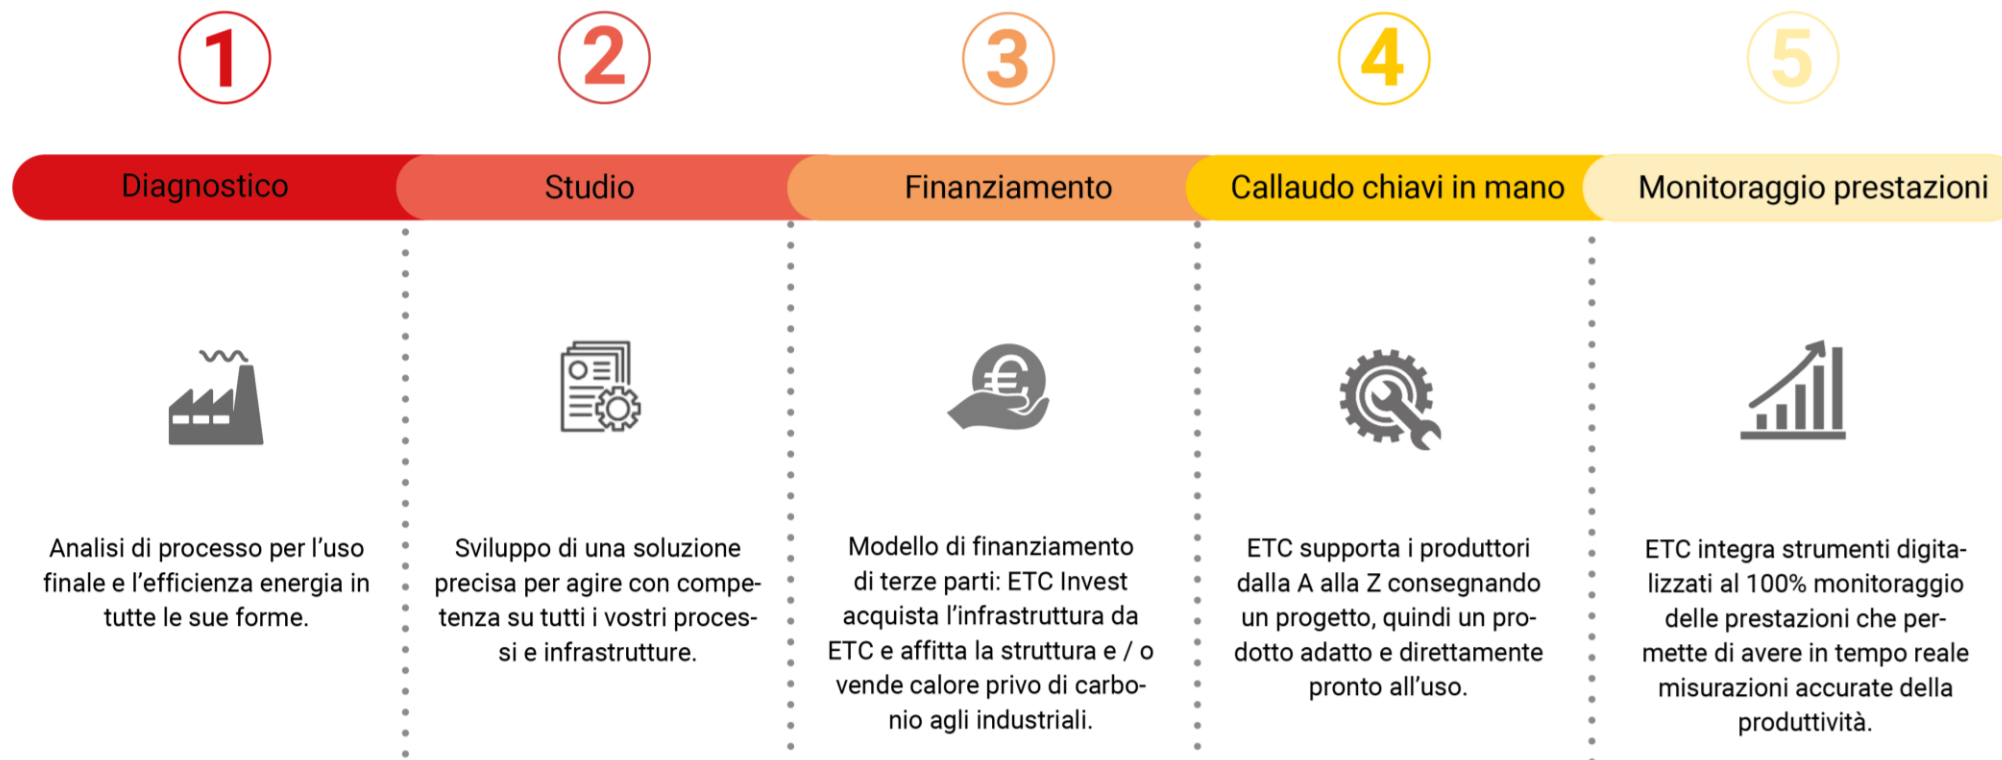 1
2
3
4
5
Diagnostico
Studio
Finanziamento
Callaudo chiavi in mano
Monitoraggio prestazioni
Analisi di processo per l'uso
finale e l'efficienza energia in
tutte le sue forme.
Sviluppo di una soluzione
precisa per agire con compe-
tenza su tutti i vostri proces-
si e infrastrutture.
€
Modello di finanziamento
di terze parti: ETC Invest
acquista l'infrastruttura da
ETC e affitta la struttura e / o
vende calore privo di carbo-
nio agli industriali.
ETC supporta i produttori
dalla A alla Z consegnando
un progetto, quindi un pro-
dotto adatto e direttamente
pronto all'uso.
ETC integra strumenti digita-
lizzati al 100% monitoraggio
delle prestazioni che per-
mette di avere in tempo reale
misurazioni accurate della
produttività.